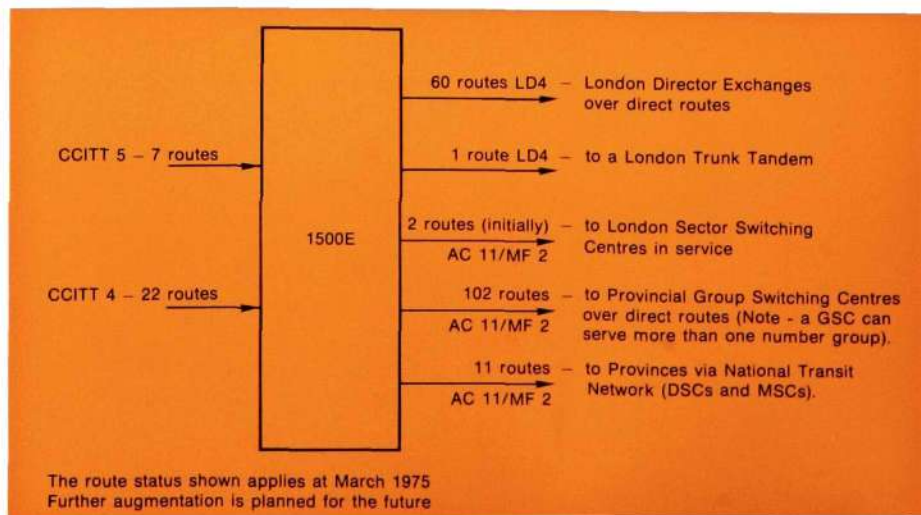 60 routes LD4 – London Director Exchanges
over direct routes
CCITT 5 – 7 routes
1 route LD4 – to a London Trunk Tandem
1500E
2 routes (initially) – to London Sector Switching
AC 11/MF 2 Centres in service
CCITT 4 – 22 routes
102 routes – to Provincial Group Switching Centres
AC 11/MF 2 over direct routes (Note - a GSC can
serve more than one number group).
11 routes – to Provinces via National Transit
AC 11/MF 2 Network (DSCs and MSCs).
The route status shown applies at March 1975
Further augmentation is planned for the future